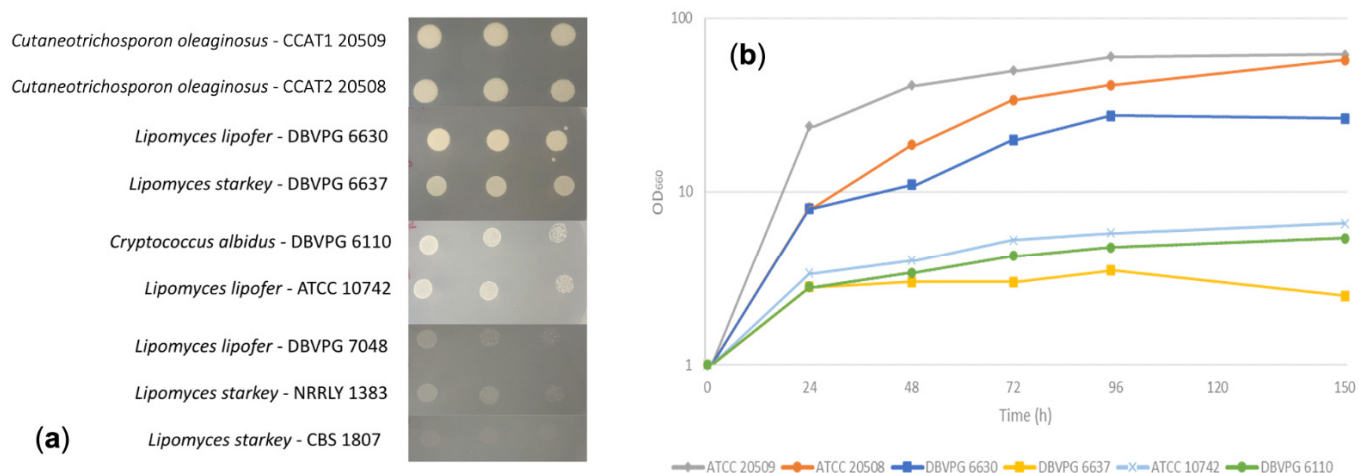 Cutaneotrichosporon oleaginosus - CCAT1 20509
Cutaneotrichosporon oleaginosus - CCAT2 20508
Lipomyces lipofer - DBVPG 6630
Lipomyces starkey - DBVPG 6637
Cryptococcus albidus - DBVPG 6110
Lipomyces lipofer - ATCC 10742
Lipomyces lipofer - DBVPG 7048
Lipomyces starkey - NRRLY 1383
Lipomyces starkey - CBS 1807
(a)
(b)
100
10
1
OD660
0 24 48 72 96 120 150
Time (h)
ATCC 20509 ATCC 20508 DBVPG 6630 DBVPG 6637 ATCC 10742 DBVPG 6110